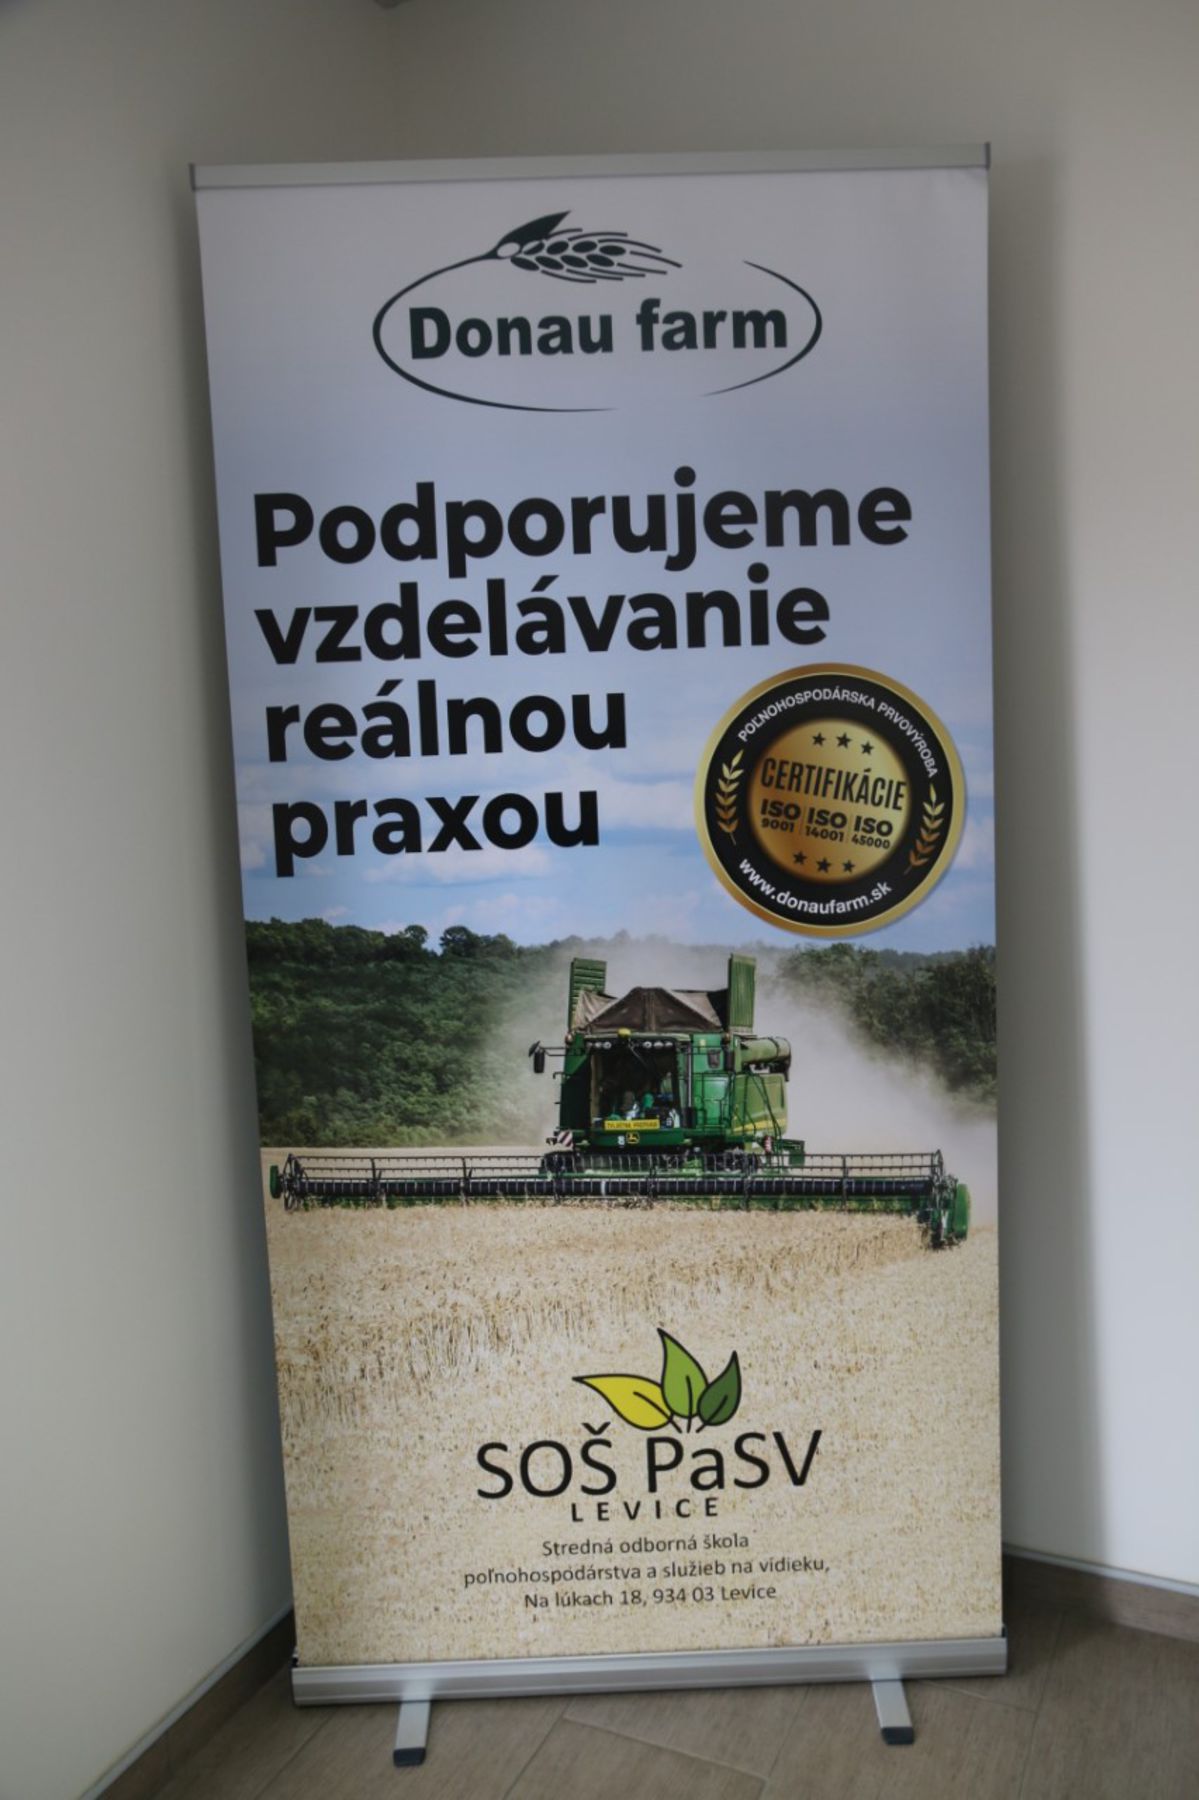 Donau farm
Podporujeme
vzdelávanie
reálnou
praxou
POĽNOHOSPODÁRSKA PRVOVÝROBA
CERTIFIKÁCIE
ISO ISO ISO
9001 14001 45000
www.donaufarm.sk
SOŠ PaSV
LEVICE
Stredná odborná škola
poľnohospodárstva a služieb na vidieku,
Na lúkach 18, 934 03 Levice